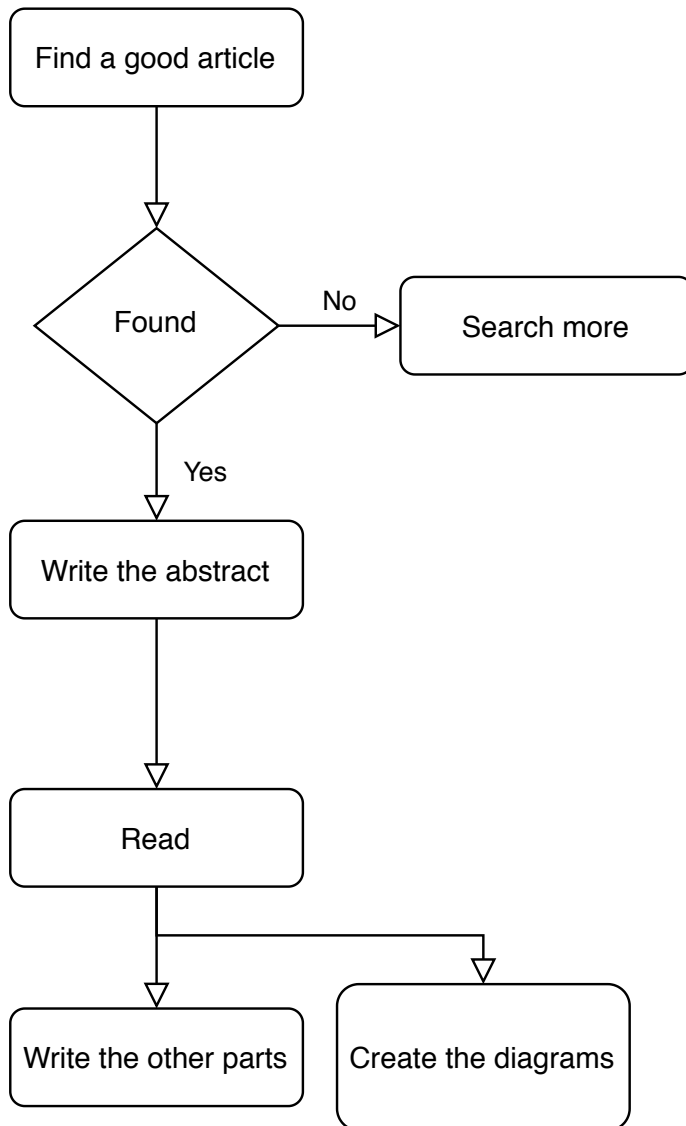 Find a good article
Found
No
Search more
Yes
Write the abstract
Read
Write the other parts
Create the diagrams